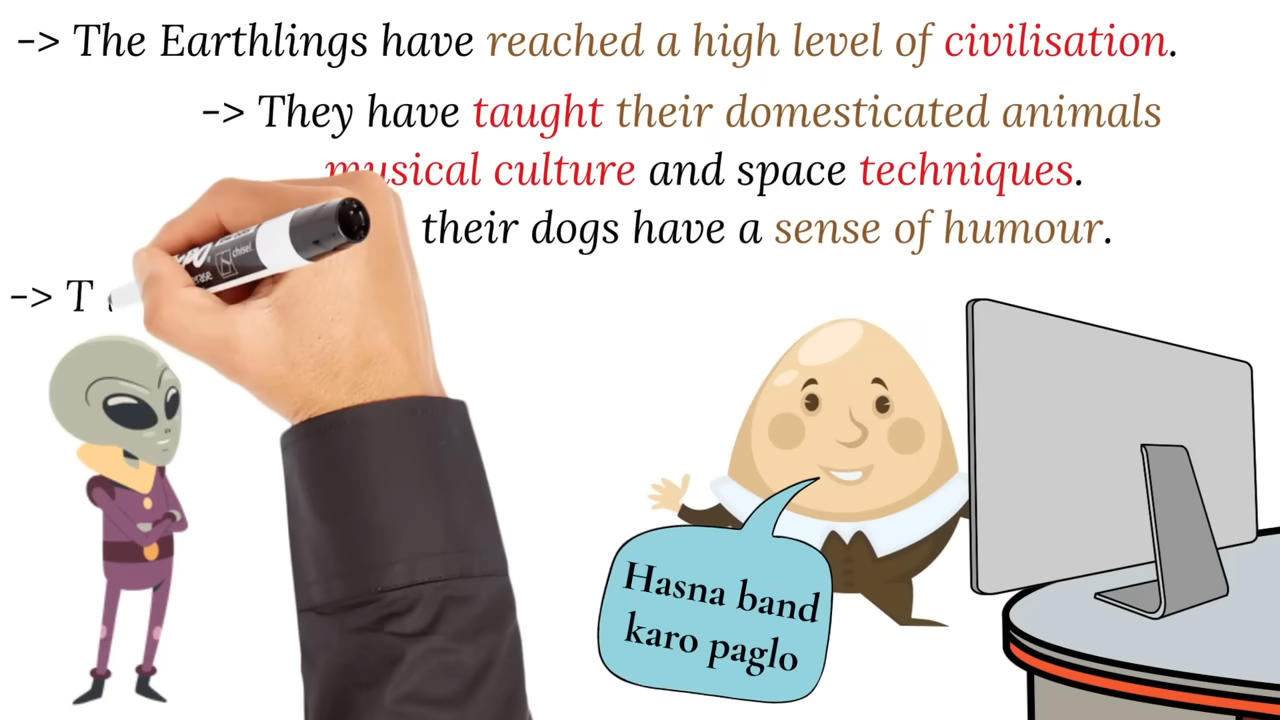 -> The Earthlings have reached a high level of civilisation.
-> They have taught their domesticated animals
musical culture and space techniques.
their dogs have a sense of humour.
-> T
chisel
Hasna band
karo paglo